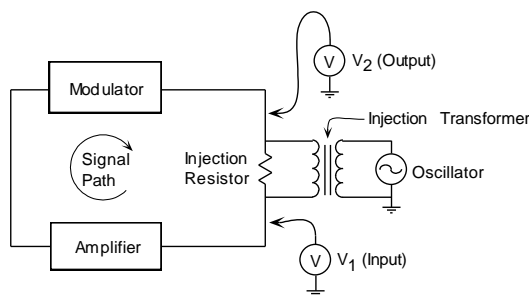 Modulator
V
V2 (Output)
Injection Transformer
Signal
Path
Injection
Resistor
Oscillator
Amplifier
V
V1 (Input)